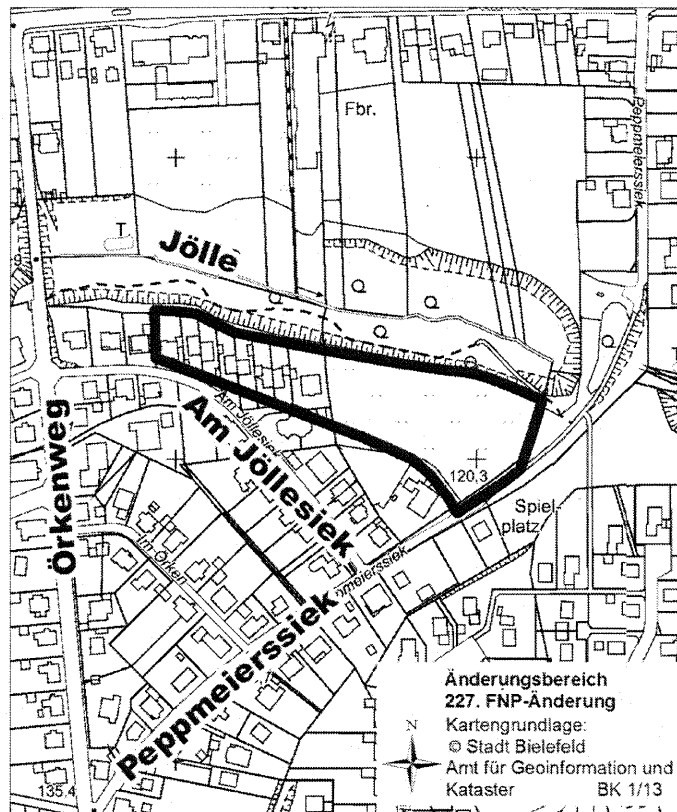 Fbr.
Peppmeierssiek
T
Jölle
Am Jöllesiek
Am Jöllesiek
Örkenweg
120.3
Spiel-
platz
Im Örken
Peppmeierssiek
135.4
Änderungsbereich
227. FNP-Änderung
N
Kartengrundlage:
© Stadt Bielefeld
Amt für Geoinformation und
Kataster BK 1/13